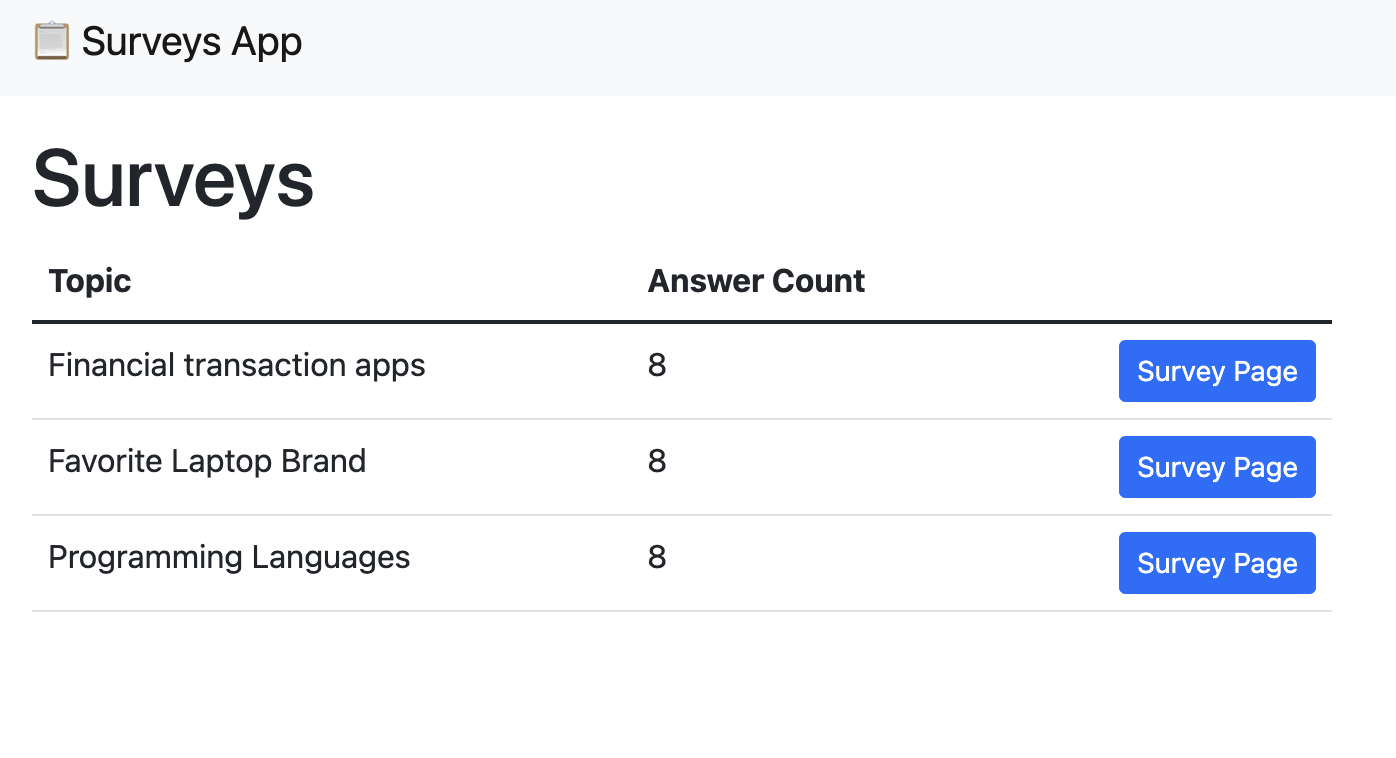 Surveys App
Surveys
Topic Answer Count
Financial transaction apps 8 Survey Page
Favorite Laptop Brand 8 Survey Page
Programming Languages 8 Survey Page